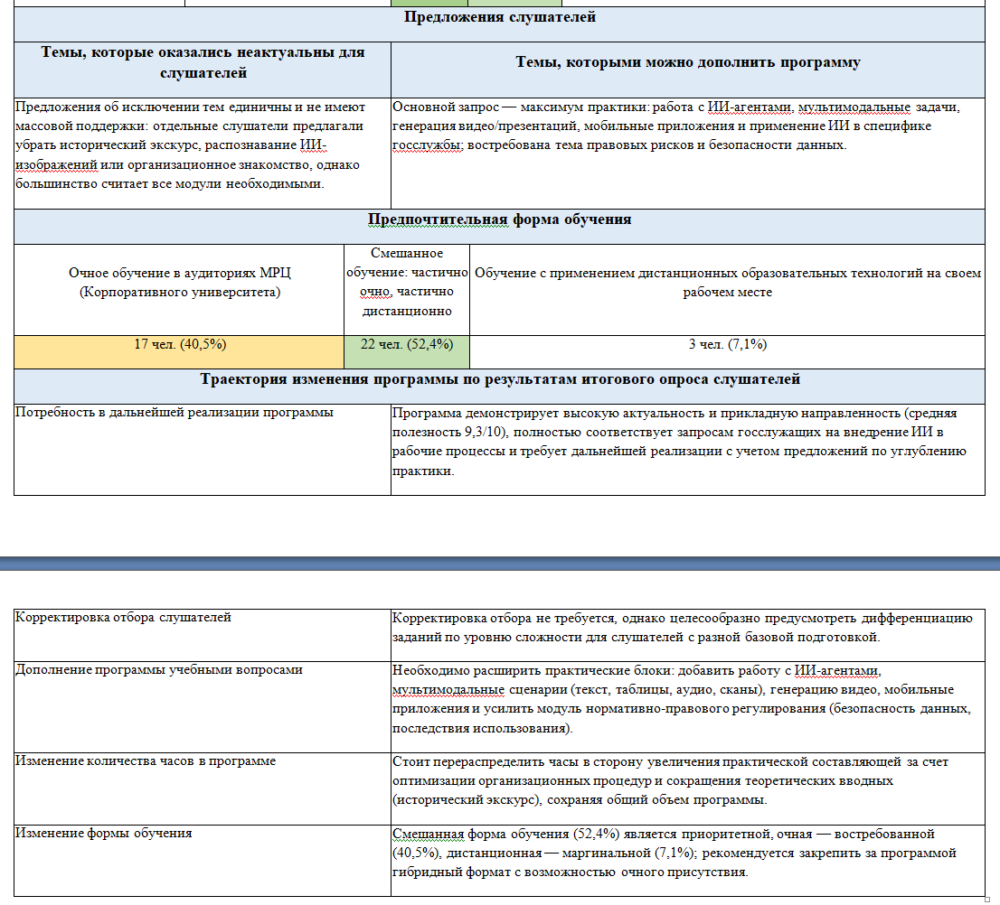 Предложения слушателей
Темы, которые оказались неактуальны для
слушателей
Темы, которыми можно дополнить программу
Предложения об исключении тем единичны и не имеют
массовой поддержки: отдельные слушатели предлагали
убрать исторический экскурс, распознавание ИИ-
изображений или организационное знакомство, однако
большинство считает все модули необходимыми.
Основной запрос — максимум практики: работа с ИИ-агентами, мультимодальные задачи,
генерация видео/презентаций, мобильные приложения и применение ИИ в специфике
госслужбы; востребована тема правовых рисков и безопасности данных.
Предпочтительная форма обучения
Очное обучение в аудиториях МРЦ
(Корпоративного университета)
Смешанное
обучение: частично
очно, частично
дистанционно
Обучение с применением дистанционных образовательных технологий на своем
рабочем месте
17 чел. (40,5%)
22 чел. (52,4%)
3 чел. (7,1%)
Траектория изменения программы по результатам итогового опроса слушателей
Потребность в дальнейшей реализации программы
Программа демонстрирует высокую актуальность и прикладную направленность (средняя
полезность 9,3/10), полностью соответствует запросам госслужащих на внедрение ИИ в
рабочие процессы и требует дальнейшей реализации с учетом предложений по углублению
практики.
Корректировка отбора слушателей
Корректировка отбора не требуется, однако целесообразно предусмотреть дифференциацию
заданий по уровню сложности для слушателей с разной базовой подготовкой.
Дополнение программы учебными вопросами
Необходимо расширить практические блоки: добавить работу с ИИ-агентами,
мультимодальные сценарии (текст, таблицы, аудио, сканы), генерацию видео, мобильные
приложения и усилить модуль нормативно-правового регулирования (безопасность данных,
последствия использования).
Изменение количества часов в программе
Стоит перераспределить часы в сторону увеличения практической составляющей за счет
оптимизации организационных процедур и сокращения теоретических вводных
(исторический экскурс), сохраняя общий объем программы.
Изменение формы обучения
Смешанная форма обучения (52,4%) является приоритетной, очная — востребованной
(40,5%), дистанционная — маргинальной (7,1%); рекомендуется закрепить за программой
гибридный формат с возможностью очного присутствия.